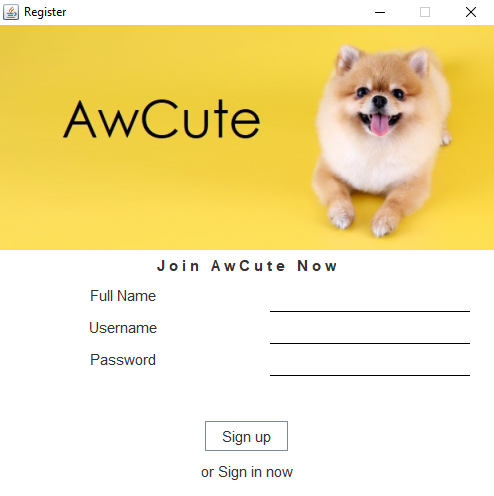 Register
AwCute
Join AwCute Now
Full Name
Username
Password
Sign up
or Sign in now